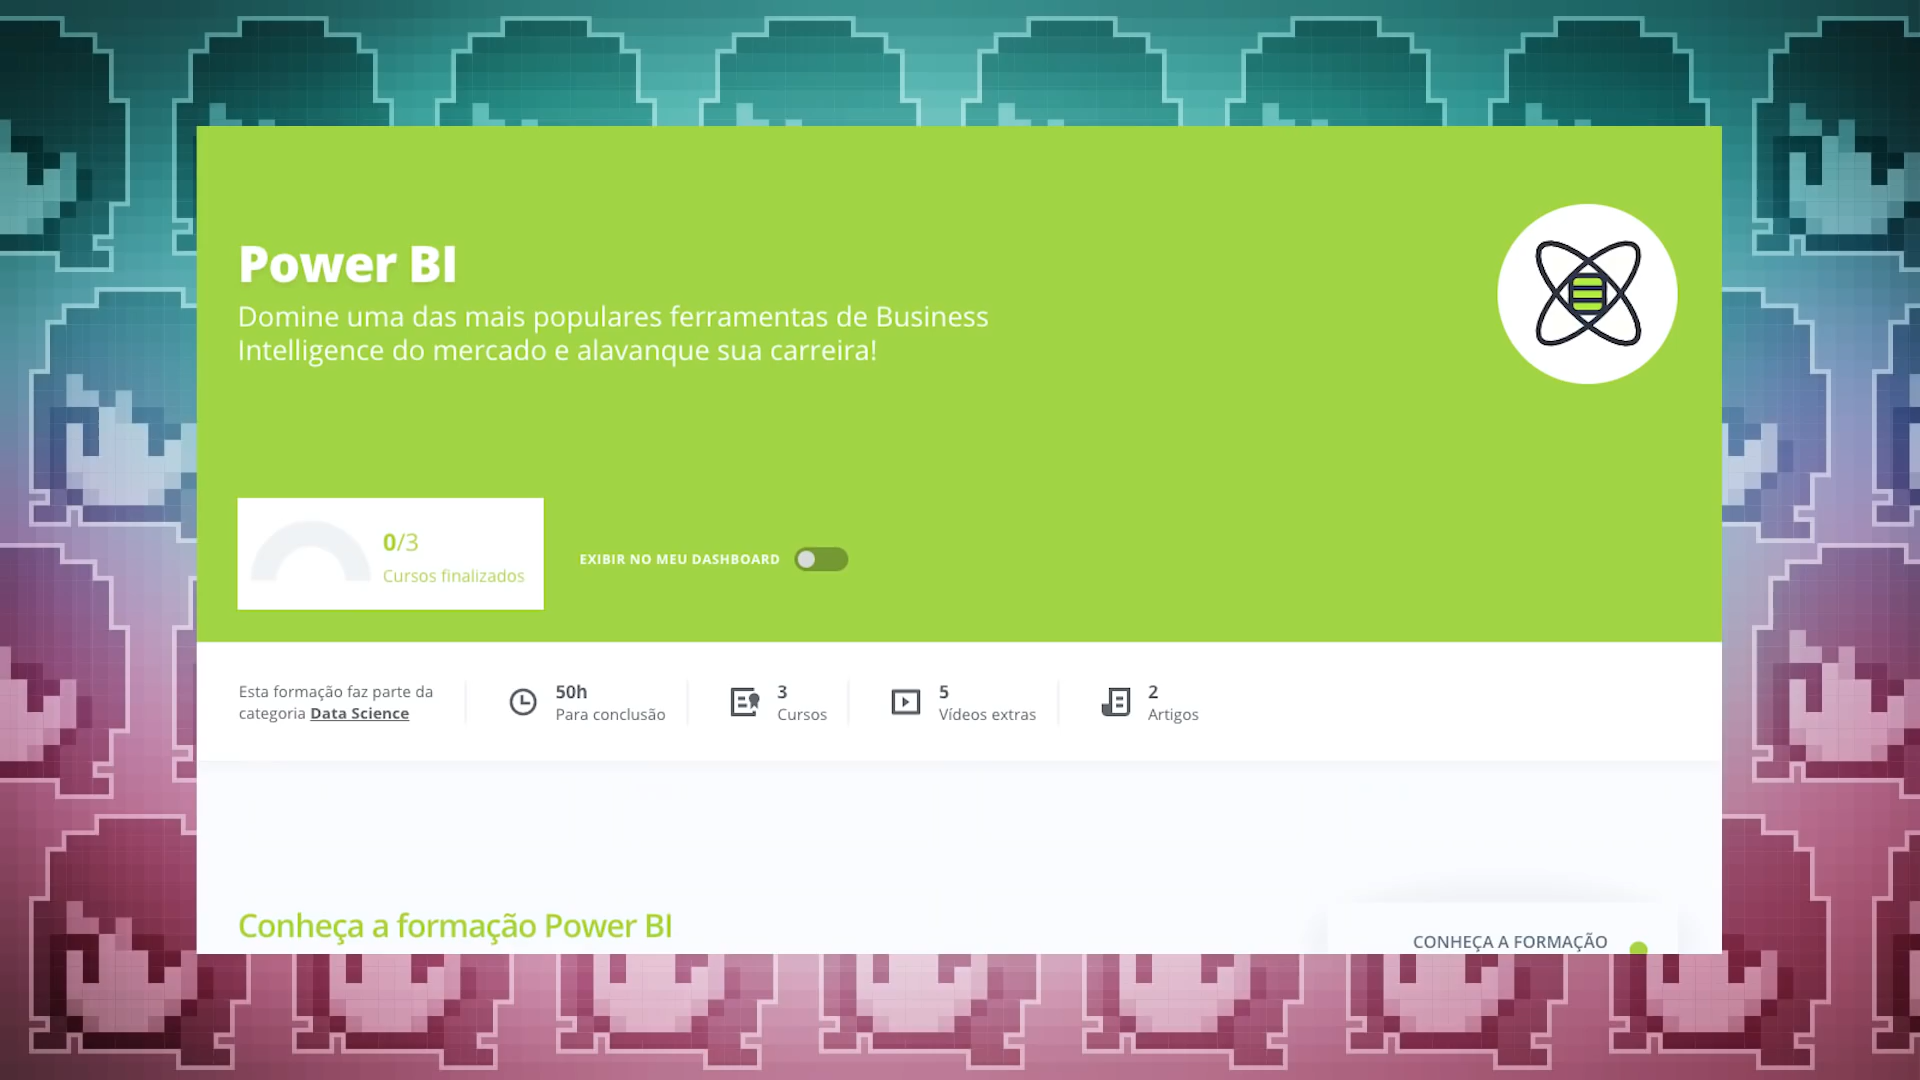 Power BI
Domine uma das mais populares ferramentas de Business
Intelligence do mercado e alavanque sua carreira!
0/3
Cursos finalizados
EXIBIR NO MEU DASHBOARD
Esta formação faz parte da
categoria Data Science
50h
Para conclusão
3
Cursos
5
Vídeos extras
2
Artigos
Conheça a formação Power BI
CONHEÇA A FORMAÇÃO